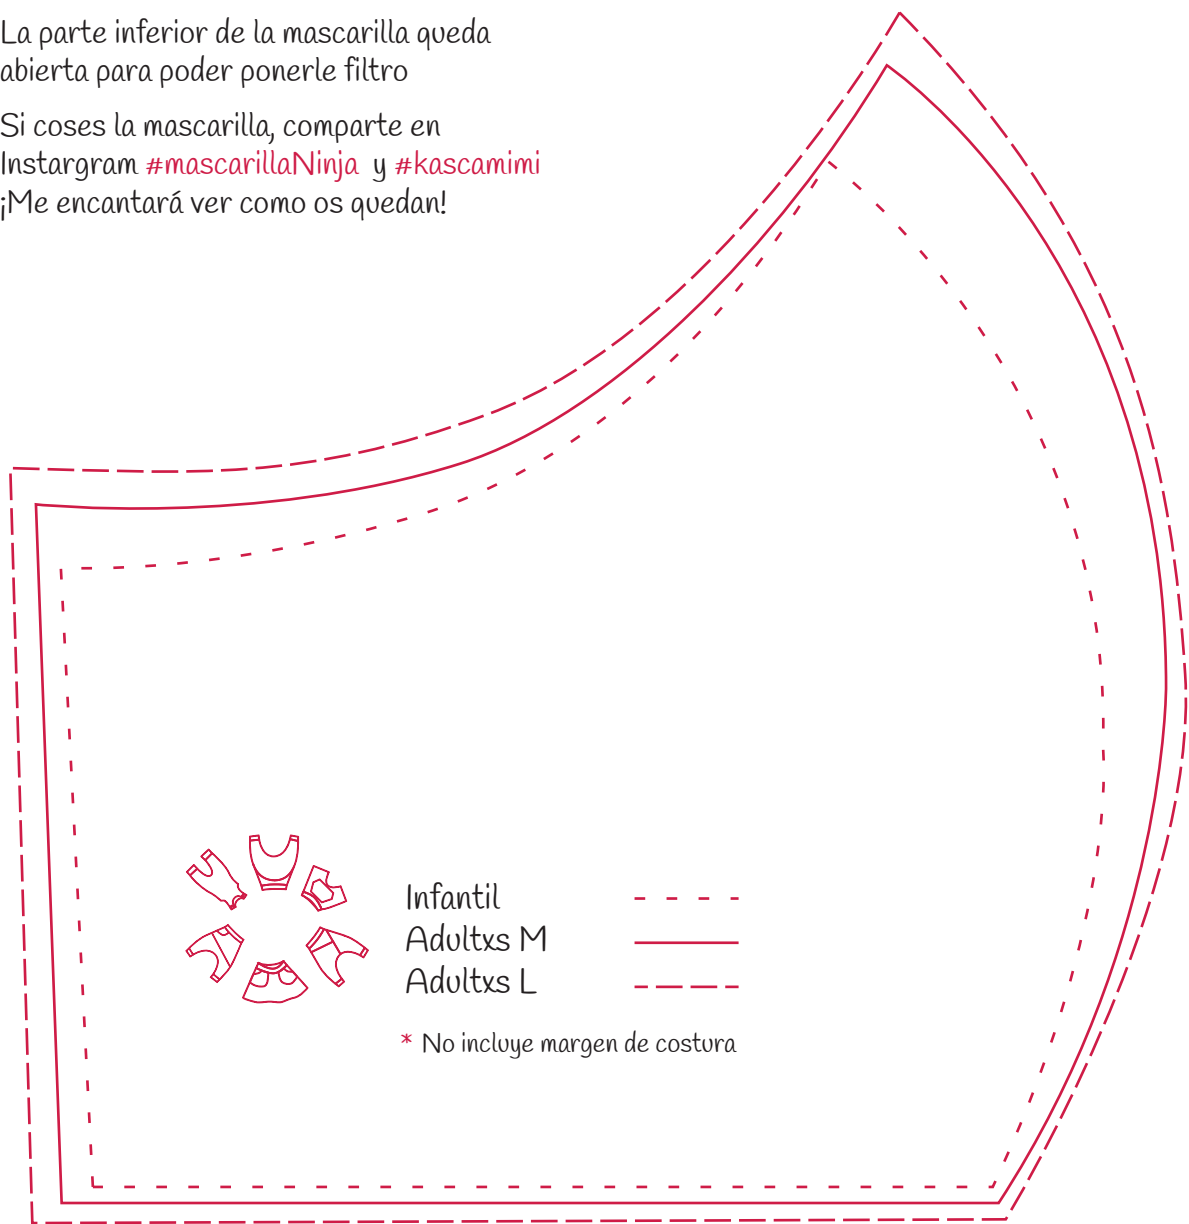 La parte inferior de la mascarilla queda
abierta para poder ponerle filtro
Si coses la mascarilla, comparte en
Instargram #mascarillaNinja y #kascamimi
¡Me encantará ver como os quedan!
Infantil
Adultxs M
Adultxs L
* No incluye margen de costura